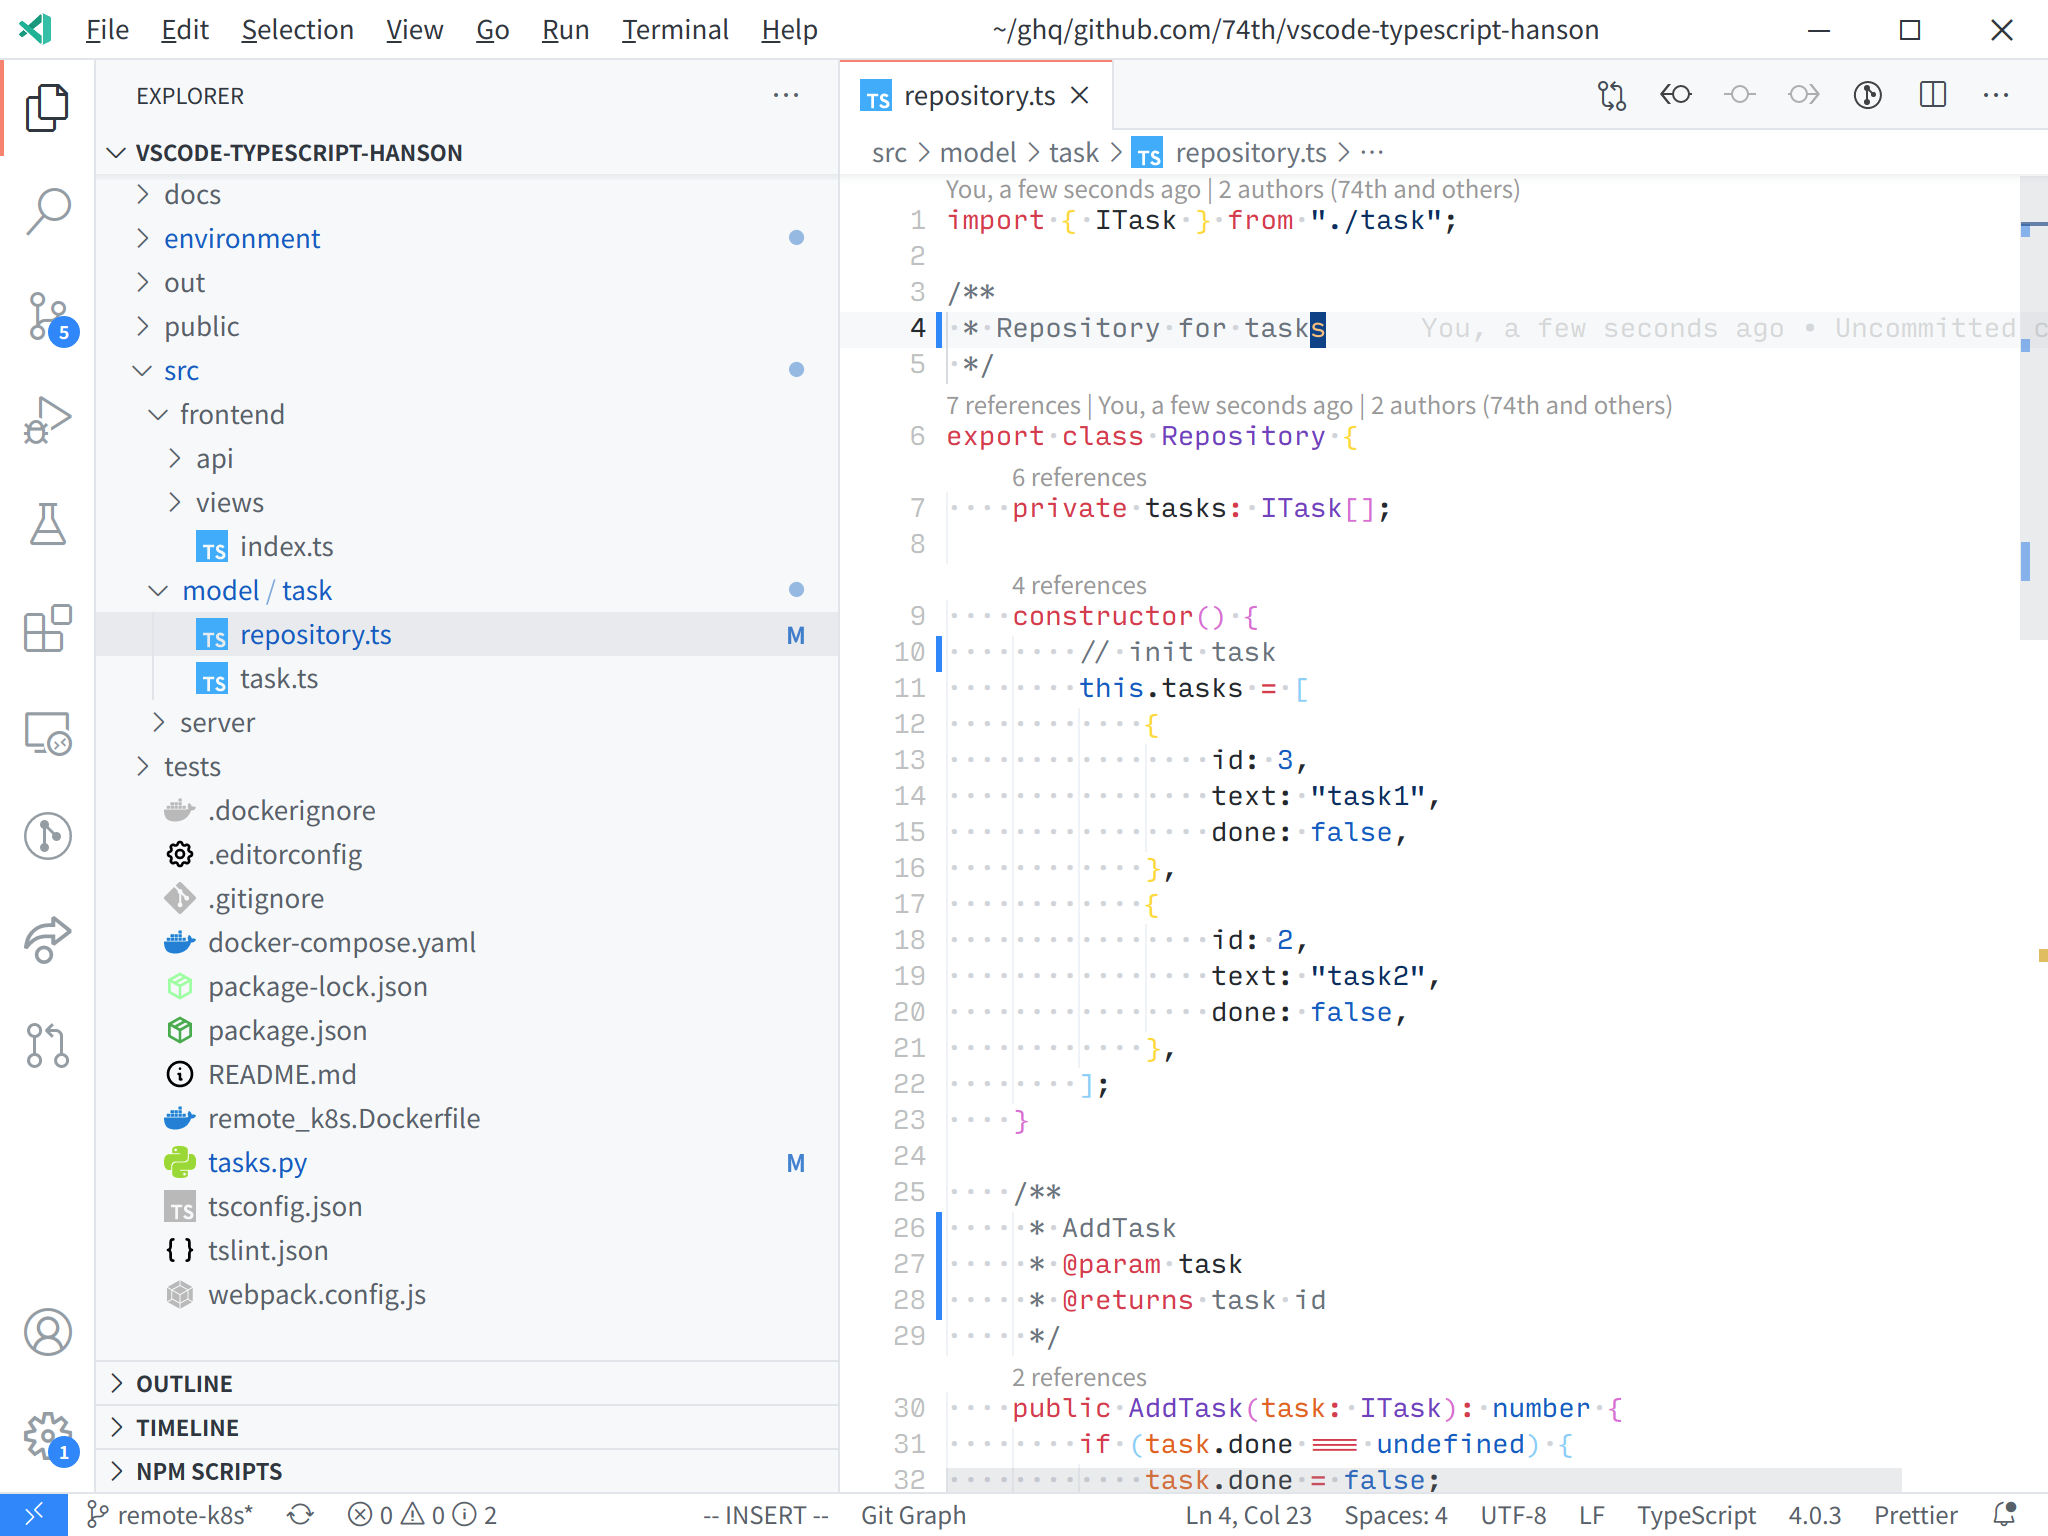 File Edit Selection View Go Run Terminal Help ~/ghq/github.com/74th/vscode-typescript-hanson
EXPLORER
VSCODE-TYPESCRIPT-HANSON
docs
environment
out
public
src
frontend
api
views
TS index.ts
model / task
TS repository.ts M
TS task.ts
server
tests
.dockerignore
.editorconfig
.gitignore
docker-compose.yaml
package-lock.json
package.json
README.md
remote_k8s.Dockerfile
tasks.py M
TS tsconfig.json
{ } tslint.json
webpack.config.js
OUTLINE
TIMELINE
NPM SCRIPTS
5
1
TS repository.ts
src > model > task > TS repository.ts > ...
You, a few seconds ago | 2 authors (74th and others)
1 import { ITask } from "./task";
2
3 /**
4 * Repository for tasks You, a few seconds ago • Uncommitted c
5 */
7 references | You, a few seconds ago | 2 authors (74th and others)
6 export class Repository {
6 references
7 private tasks: ITask[];
8
4 references
9 constructor() {
10 // init task
11 this.tasks = [
12 {
13 id: 3,
14 text: "task1",
15 done: false,
16 },
17 {
18 id: 2,
19 text: "task2",
20 done: false,
21 },
22 ];
23 }
24
25 /**
26 * AddTask
27 * @param task
28 * @returns task id
29 */
2 references
30 public AddTask(task: ITask): number {
31 if (task.done === undefined) {
32 task.done = false;
remote-k8s* 0 0 2 -- INSERT -- Git Graph Ln 4, Col 23 Spaces: 4 UTF-8 LF TypeScript 4.0.3 Prettier